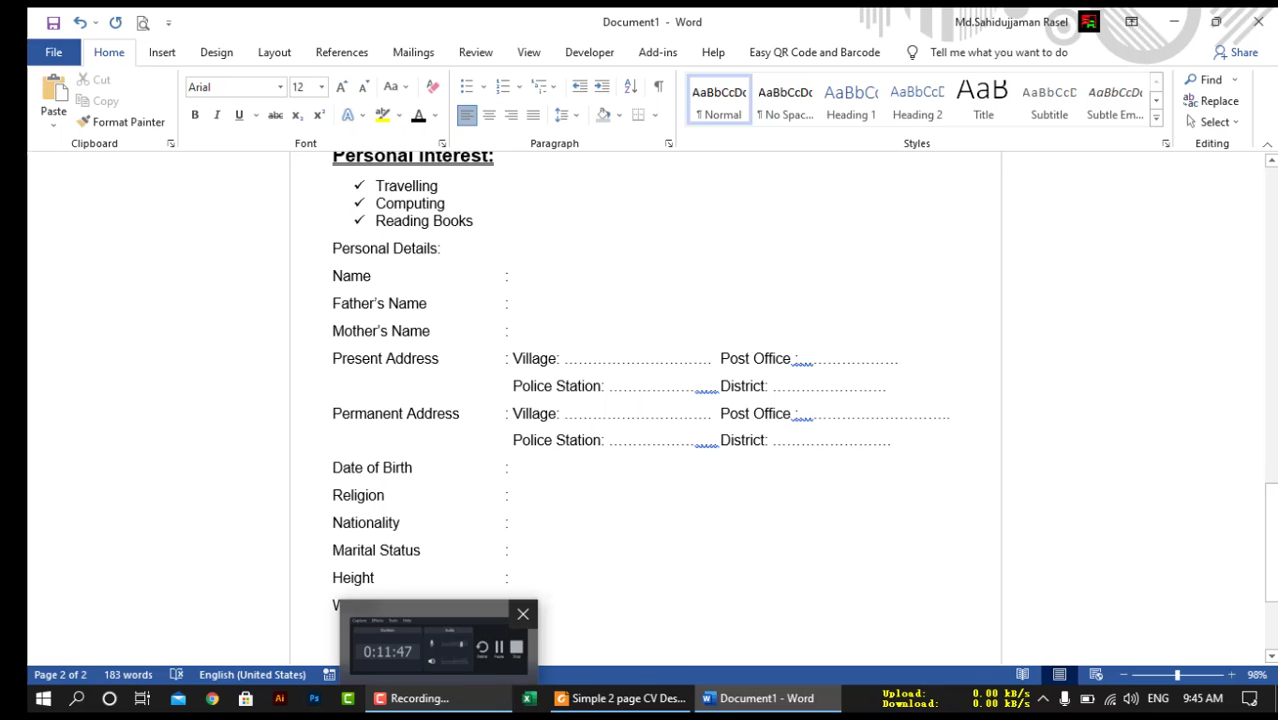 Document1 - Word
Md.Sahidujjaman Rasel
File Home Insert Design Layout References Mailings Review View Developer Add-ins Help Easy QR Code and Barcode Tell me what you want to do Share
Paste
Cut
Copy
Format Painter
Arial 12
AaBbCcDc AaBbCcDc AaBbCc AaBbCc AaB AaBbCcD AaBbCcDc
¶ Normal ¶ No Spac... Heading 1 Heading 2 Title Subtitle Subtle Em...
Find
Replace
Select
Clipboard Font Paragraph Styles Editing
Personal Interest:
✓ Travelling
✓ Computing
✓ Reading Books
Personal Details:
Name :
Father’s Name :
Mother’s Name :
Present Address : Village: ................................ Post Office : .......................
Police Station: ........................ District: .........................
Permanent Address : Village: ................................ Post Office : ..................................
Police Station: ........................ District: ..........................
Date of Birth :
Religion :
Nationality :
Marital Status :
Height :
0:11:47
Page 2 of 2 183 words English (United States) 98%
Recording... Simple 2 page CV Des... Document1 - Word
Upload: 0.00 kB/s
Download: 0.00 kB/s
ENG 9:45 AM